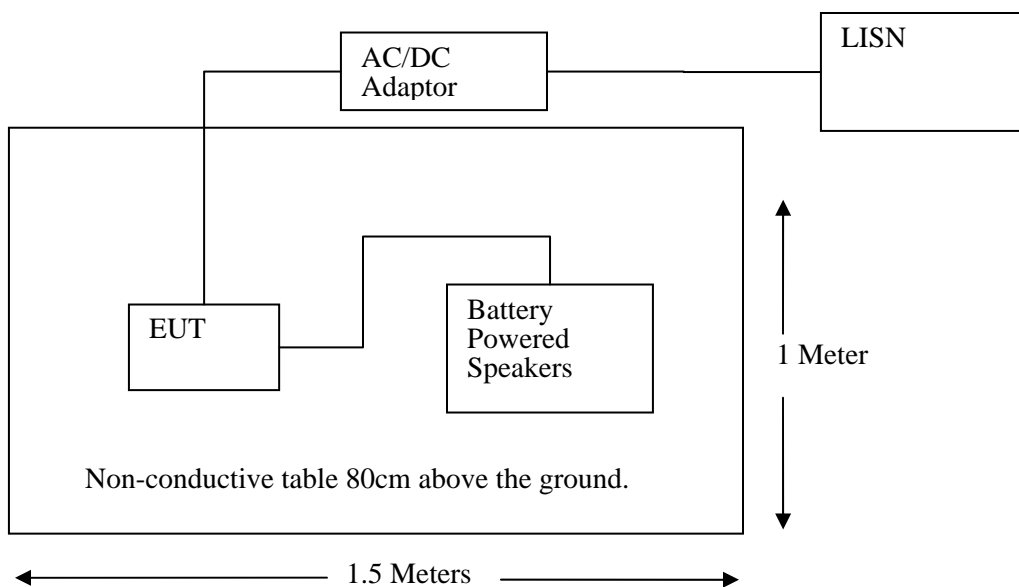 LISN
AC/DC
Adaptor
EUT
Battery
Powered
Speakers
1 Meter
Non-conductive table 80cm above the ground.
1.5 Meters